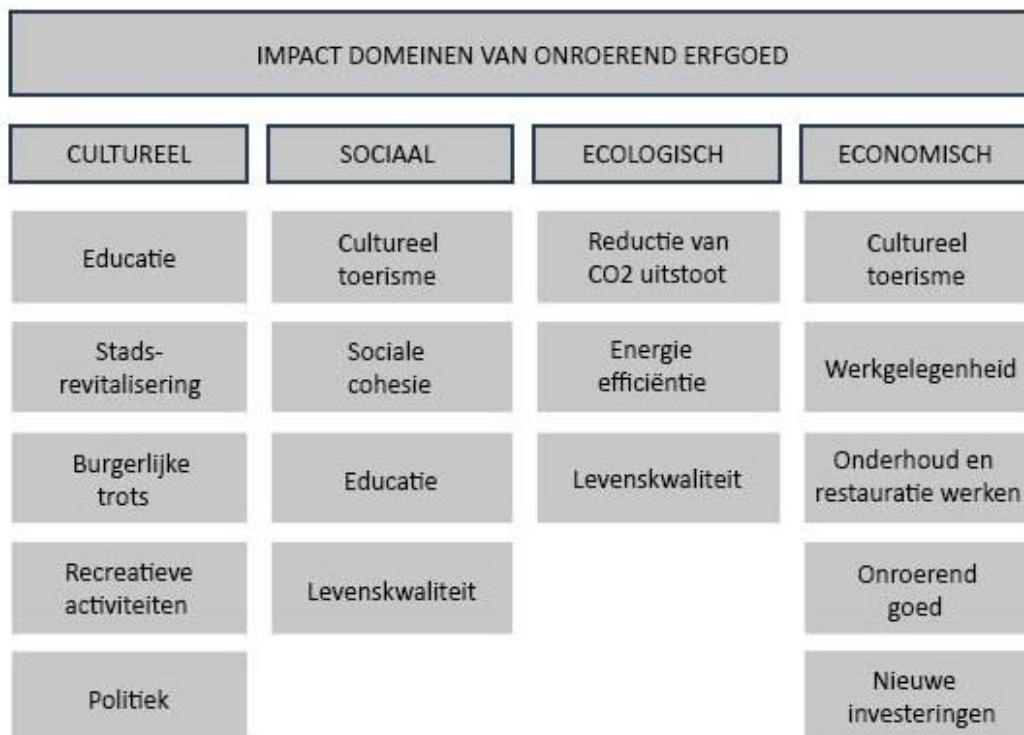 IMPACT DOMEINEN VAN ONROEREND ERFGOED
CULTUREEL
Educatie
Stads-
revitalisering
Burgerlijke
trots
Recreatieve
activiteiten
Politiek
SOCIAAL
Cultureel
toerisme
Sociale
cohesie
Educatie
Levenskwaliteit
ECOLOGISCH
Reductie van
CO2 uitstoot
Energie
efficiëntie
Levenskwaliteit
ECONOMISCH
Cultureel
toerisme
Werkgelegenheid
Onderhoud en
restauratie werken
Onroerend
goed
Nieuwe
investeringen